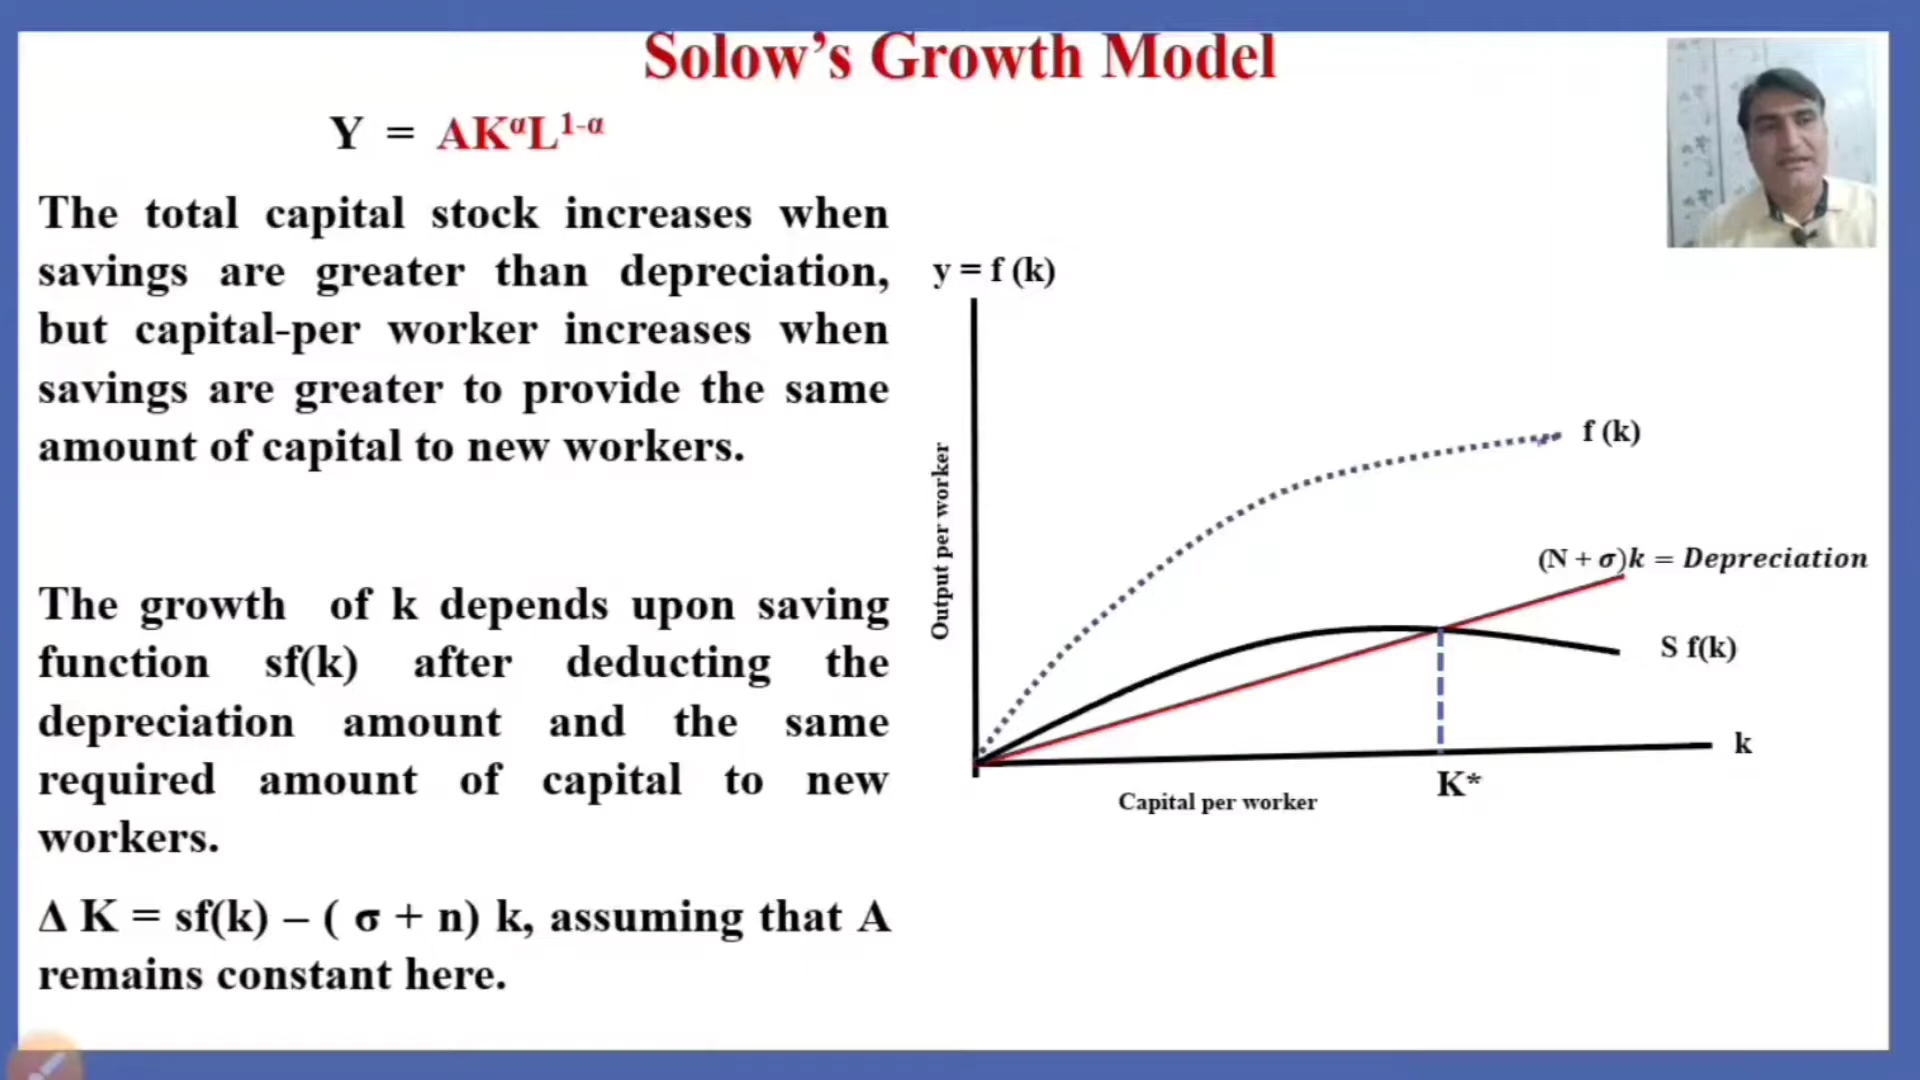 Solow’s Growth Model
Y = AKᵅL¹⁻ᵅ
The total capital stock increases when
savings are greater than depreciation,
but capital-per worker increases when
savings are greater to provide the same
amount of capital to new workers.
The growth of k depends upon saving
function sf(k) after deducting the
depreciation amount and the same
required amount of capital to new
workers.
Δ K = sf(k) – ( σ + n) k, assuming that A
remains constant here.
y = f (k)
Output per worker
f (k)
(N + σ)k = Depreciation
S f(k)
k
K*
Capital per worker